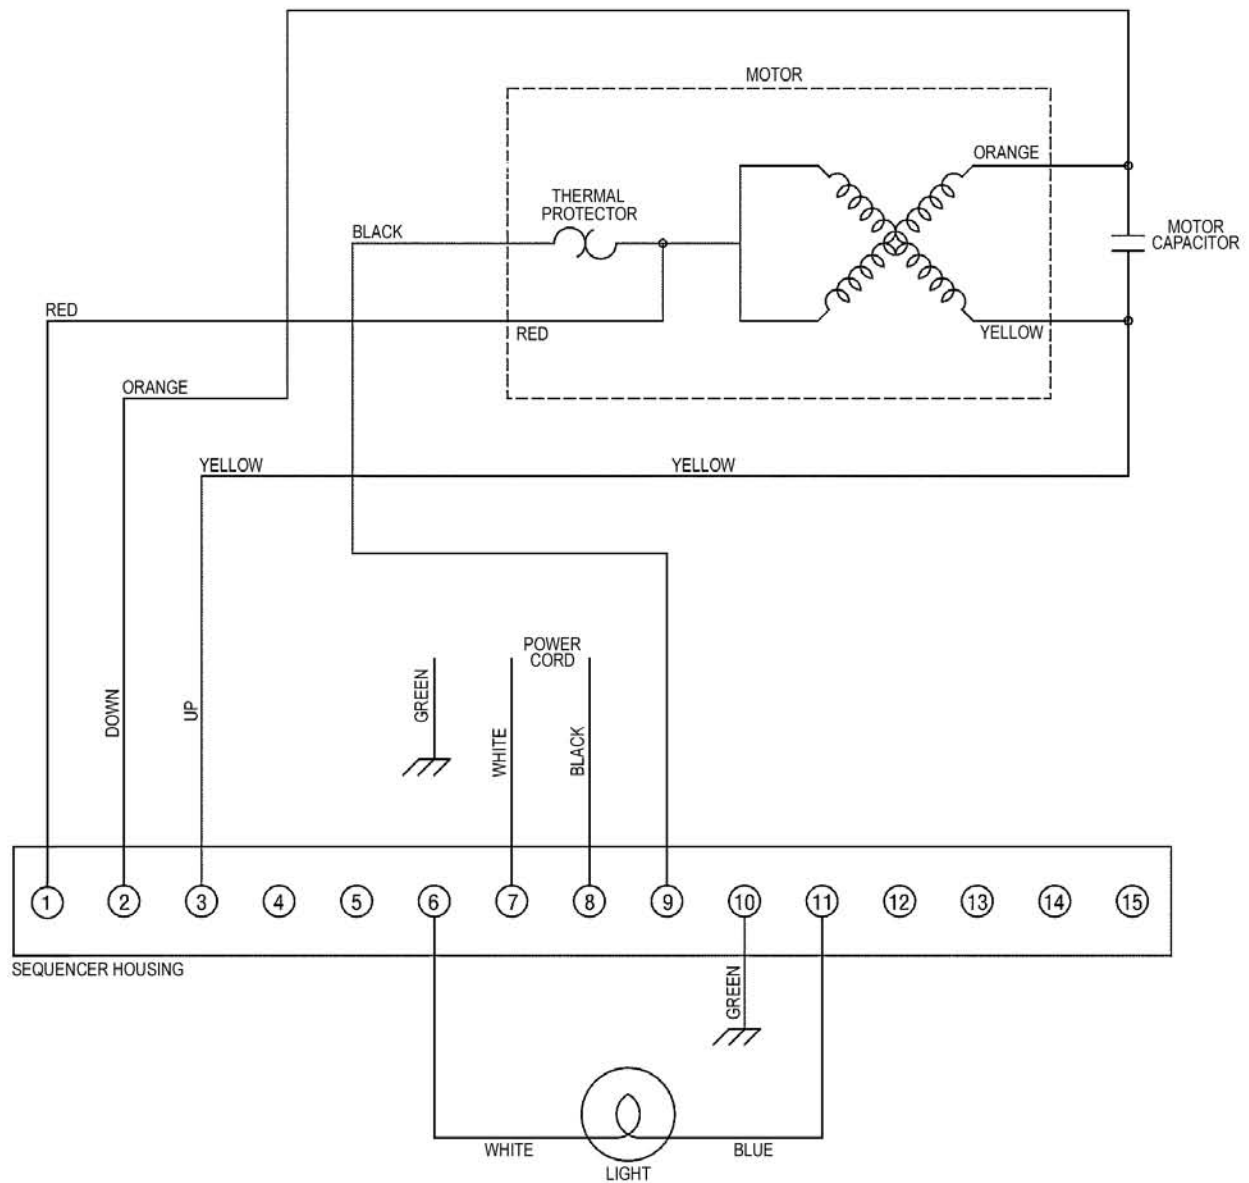 MOTOR
ORANGE
THERMAL
PROTECTOR
BLACK
MOTOR
CAPACITOR
RED
RED
YELLOW
ORANGE
YELLOW
YELLOW
POWER
CORD
GREEN
DOWN
UP
WHITE
BLACK
1 2 3 4 5 6 7 8 9 10 11 12 13 14 15
SEQUENCER HOUSING
GREEN
WHITE
BLUE
LIGHT